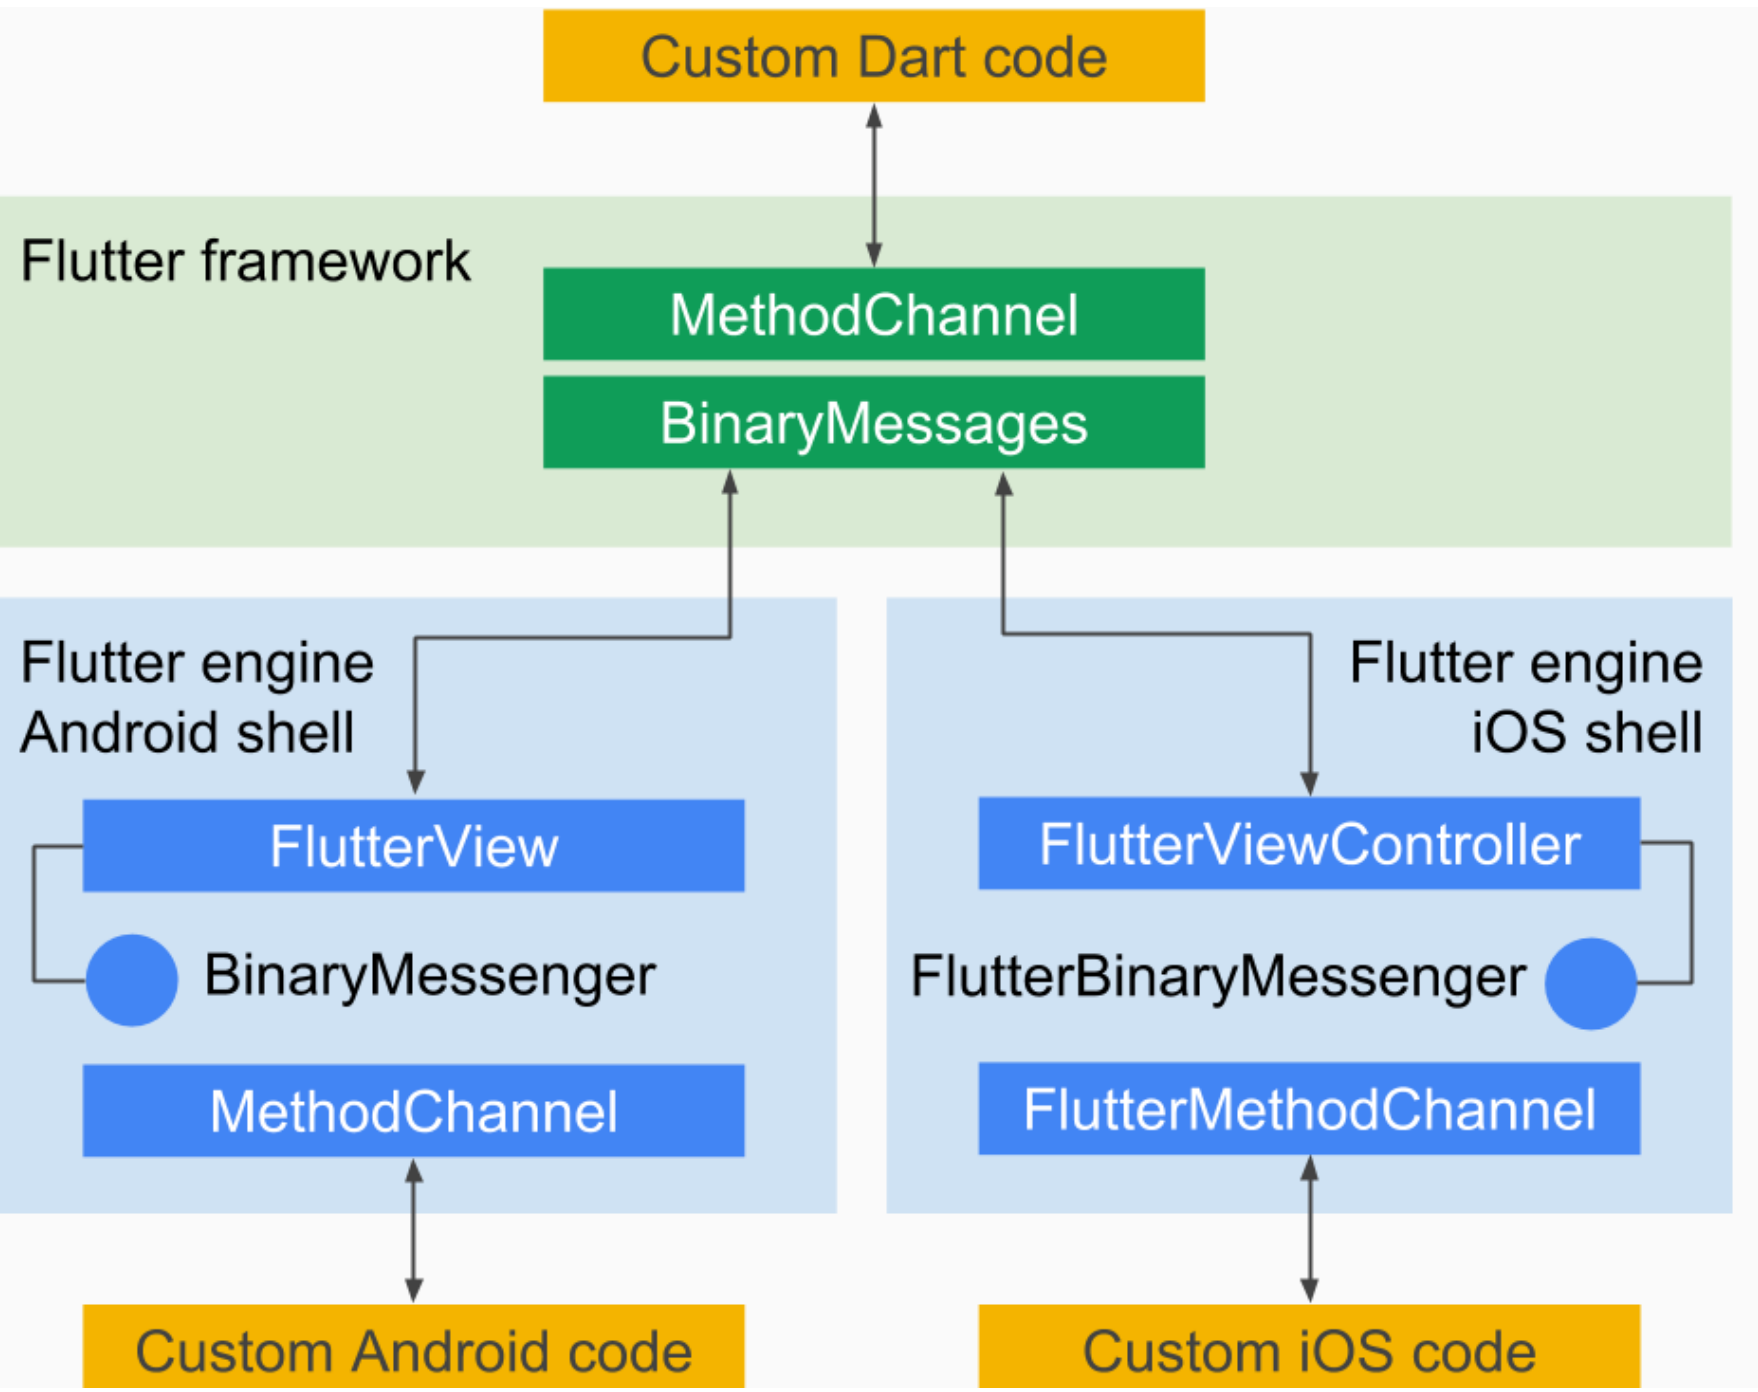 Custom Dart code
Flutter framework
MethodChannel
BinaryMessages
Flutter engine
Android shell
FlutterView
BinaryMessenger
MethodChannel
Custom Android code
Flutter engine
iOS shell
FlutterViewController
FlutterBinaryMessenger
FlutterMethodChannel
Custom iOS code